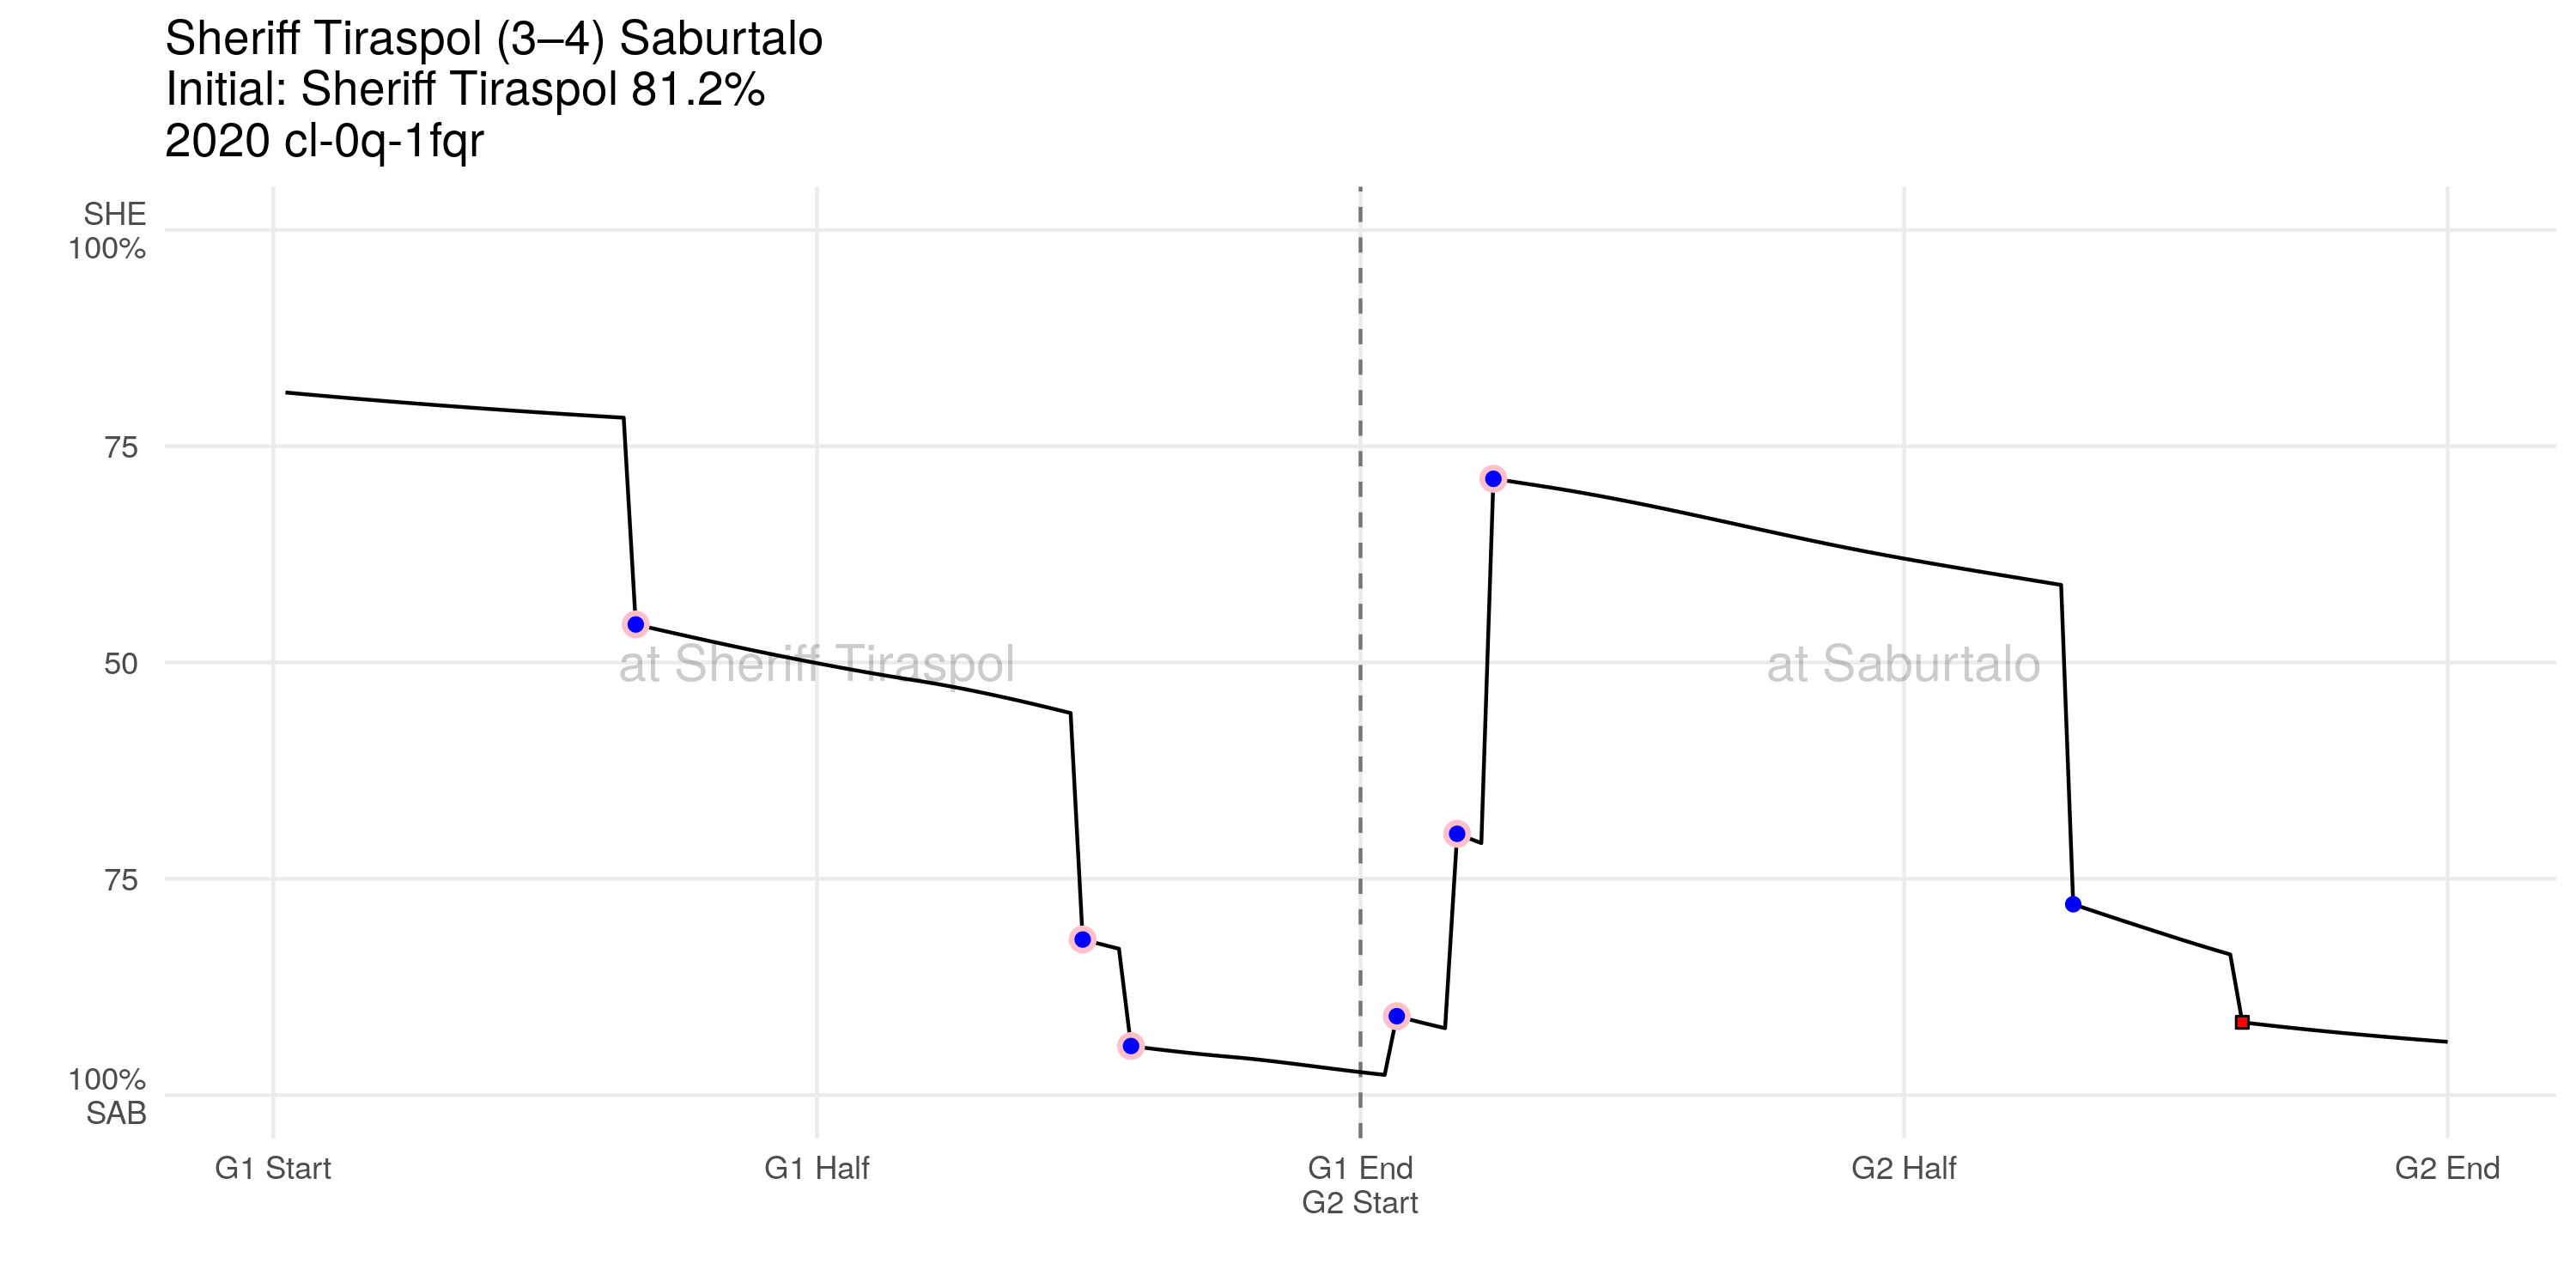 Sheriff Tiraspol (3–4) Saburtalo
Initial: Sheriff Tiraspol 81.2%
2020 cl-0q-1fqr
SHE
100%
75
50
75
100%
SAB
at Sheriff Tiraspol
at Saburtalo
G1 Start
G1 Half
G1 End
G2 Start
G2 Half
G2 End